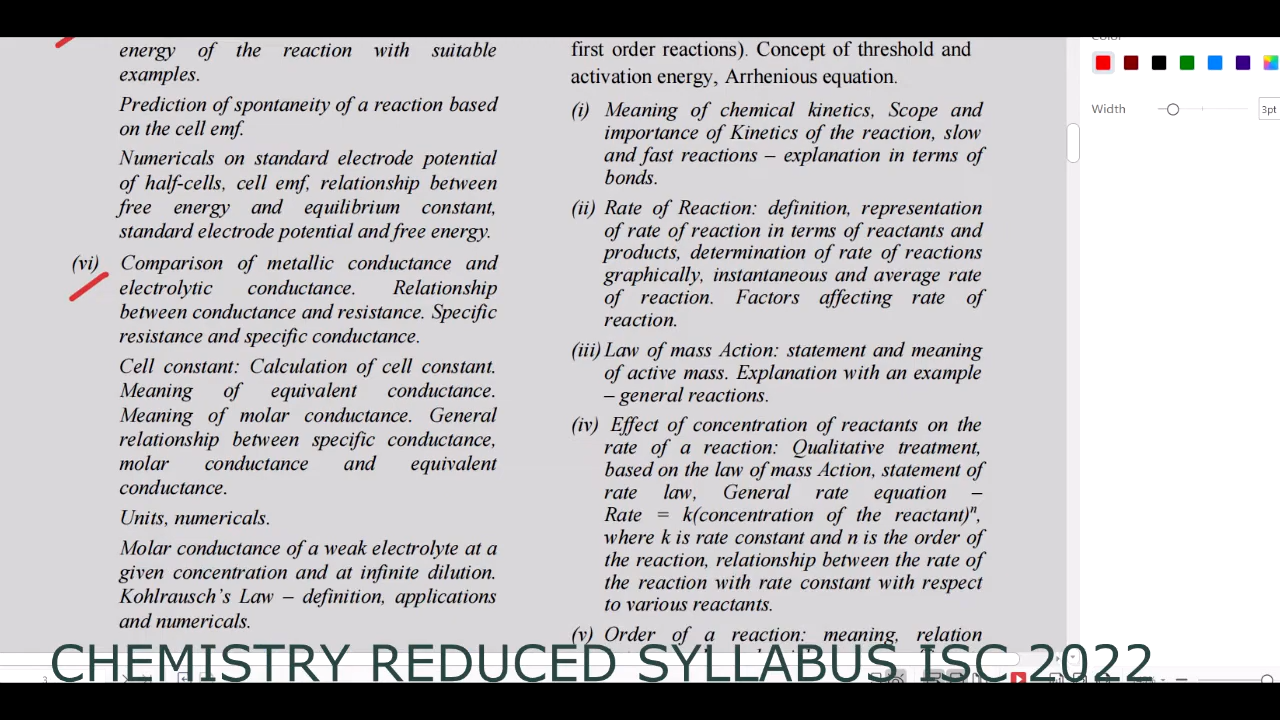 energy of the reaction with suitable
examples.
Prediction of spontaneity of a reaction based
on the cell emf.
Numericals on standard electrode potential
of half-cells, cell emf, relationship between
free energy and equilibrium constant,
standard electrode potential and free energy.
(vi) Comparison of metallic conductance and
electrolytic conductance. Relationship
between conductance and resistance. Specific
resistance and specific conductance.
Cell constant: Calculation of cell constant.
Meaning of equivalent conductance.
Meaning of molar conductance. General
relationship between specific conductance,
molar conductance and equivalent
conductance.
Units, numericals.
Molar conductance of a weak electrolyte at a
given concentration and at infinite dilution.
Kohlrausch's Law – definition, applications
and numericals.
first order reactions). Concept of threshold and
activation energy, Arrhenious equation.
(i) Meaning of chemical kinetics, Scope and
importance of Kinetics of the reaction, slow
and fast reactions – explanation in terms of
bonds.
(ii) Rate of Reaction: definition, representation
of rate of reaction in terms of reactants and
products, determination of rate of reactions
graphically, instantaneous and average rate
of reaction. Factors affecting rate of
reaction.
(iii) Law of mass Action: statement and meaning
of active mass. Explanation with an example
– general reactions.
(iv) Effect of concentration of reactants on the
rate of a reaction: Qualitative treatment,
based on the law of mass Action, statement of
rate law, General rate equation –
Rate = k(concentration of the reactant)ⁿ,
where k is rate constant and n is the order of
the reaction, relationship between the rate of
the reaction with rate constant with respect
to various reactants.
(v) Order of a reaction: meaning, relation
Color
Width
3pt
CHEMISTRY REDUCED SYLLABUS ISC 2022
3